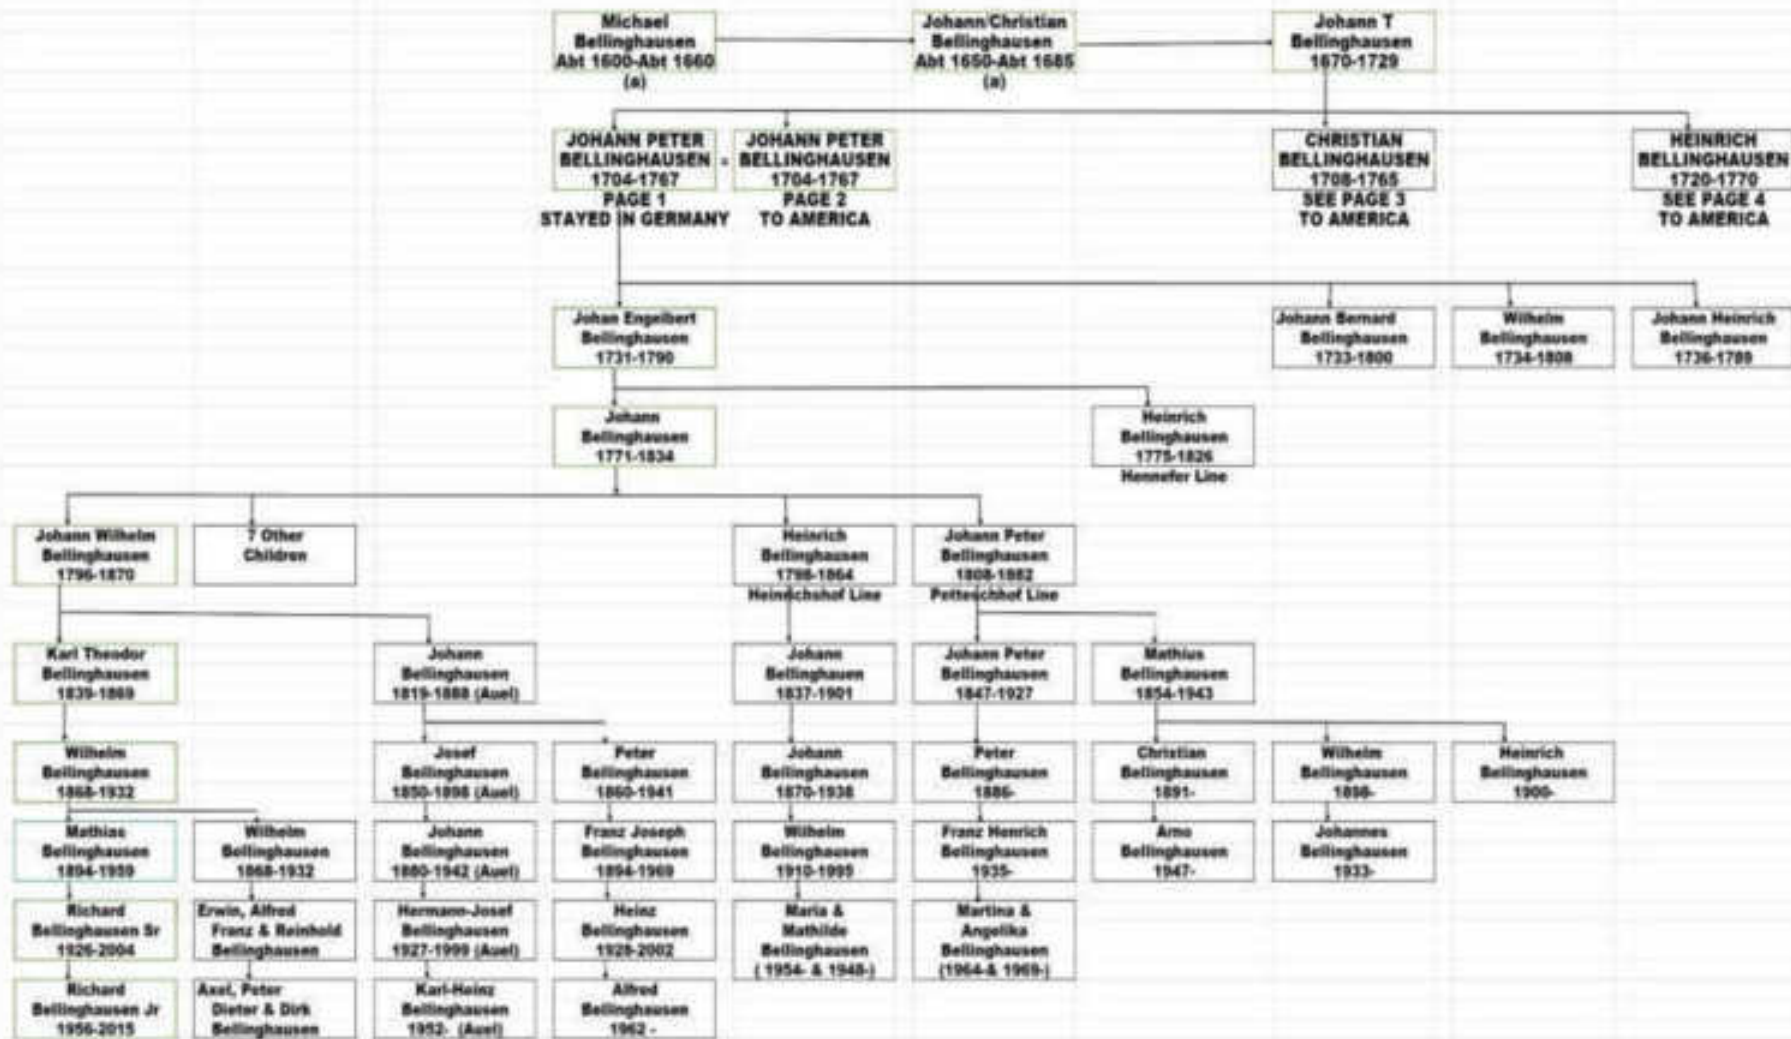 Michael
Bellinghausen
Abt 1600-Abt 1660
(a)
Johann/Christian
Bellinghausen
Abt 1650-Abt 1685
(a)
Johann T
Bellinghausen
1670-1729
JOHANN PETER
BELLINGHAUSEN
1704-1767
PAGE 1
STAYED IN GERMANY
JOHANN PETER
BELLINGHAUSEN
1704-1767
PAGE 2
TO AMERICA
CHRISTIAN
BELLINGHAUSEN
1708-1765
SEE PAGE 3
TO AMERICA
HEINRICH
BELLINGHAUSEN
1720-1770
SEE PAGE 4
TO AMERICA
Johan Engelbert
Bellinghausen
1731-1790
Johann Bernard
Bellinghausen
1733-1800
Wilhelm
Bellinghausen
1734-1808
Johann Heinrich
Bellinghausen
1736-1789
Johann
Bellinghausen
1771-1834
Heinrich
Bellinghausen
1775-1826
Hennefer Line
Johann Wilhelm
Bellinghausen
1796-1870
7 Other
Children
Heinrich
Bellinghausen
1798-1864
Heinrichshof Line
Johann Peter
Bellinghausen
1808-1882
Petteschhof Line
Karl Theodor
Bellinghausen
1839-1869
Johann
Bellinghausen
1819-1888 (Auel)
Johann
Bellinghausen
1837-1901
Johann Peter
Bellinghausen
1847-1927
Mathius
Bellinghausen
1854-1943
Wilhelm
Bellinghausen
1868-1932
Josef
Bellinghausen
1850-1898 (Auel)
Peter
Bellinghausen
1860-1941
Johann
Bellinghausen
1870-1938
Peter
Bellinghausen
1886-
Christian
Bellinghausen
1891-
Wilhelm
Bellinghausen
1898-
Heinrich
Bellinghausen
1900-
Mathias
Bellinghausen
1894-1959
Wilhelm
Bellinghausen
1868-1932
Johann
Bellinghausen
1880-1942 (Auel)
Franz Joseph
Bellinghausen
1894-1969
Wilhelm
Bellinghausen
1910-1995
Franz Henrich
Bellinghausen
1935-
Arno
Bellinghausen
1947-
Johannes
Bellinghausen
1933-
Richard
Bellinghausen Sr
1926-2004
Erwin, Alfred
Franz & Reinhold
Bellinghausen
Hermann-Josef
Bellinghausen
1927-1999 (Auel)
Heinz
Bellinghausen
1928-2002
Maria &
Mathilde
Bellinghausen
( 1954- & 1948-)
Martina &
Angelika
Bellinghausen
(1964-& 1969-)
Richard
Bellinghausen Jr
1956-2015
Axel, Peter
Dieter & Dirk
Bellinghausen
Karl-Heinz
Bellinghausen
1952- (Auel)
Alfred
Bellinghausen
1962 -